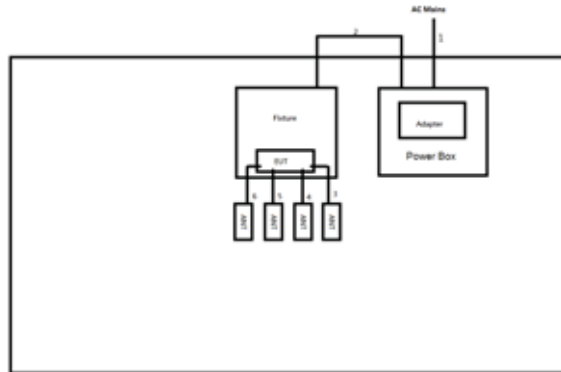 AC Mains
2
1
Fixture
Adapter
Power Box
EUT
6
5
4
3
ANT
ANT
ANT
ANT